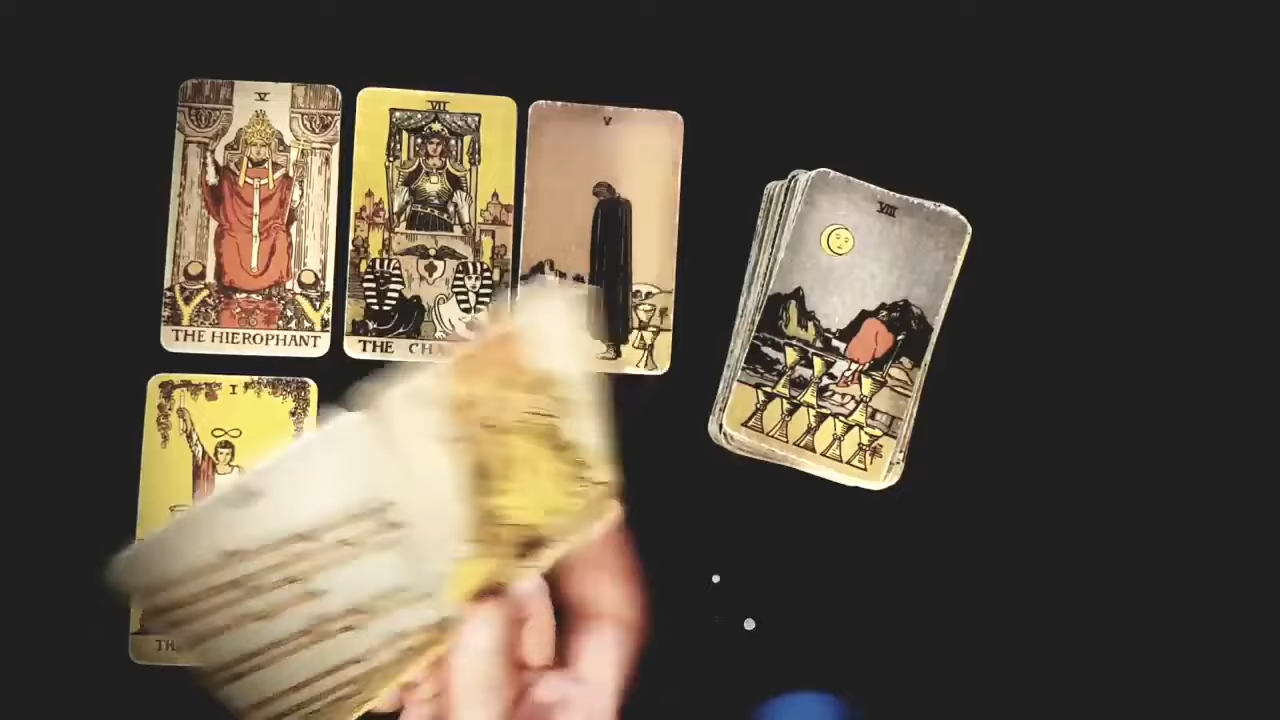 V
THE HIEROPHANT
VII
THE CHA
V
VIII
I
TH